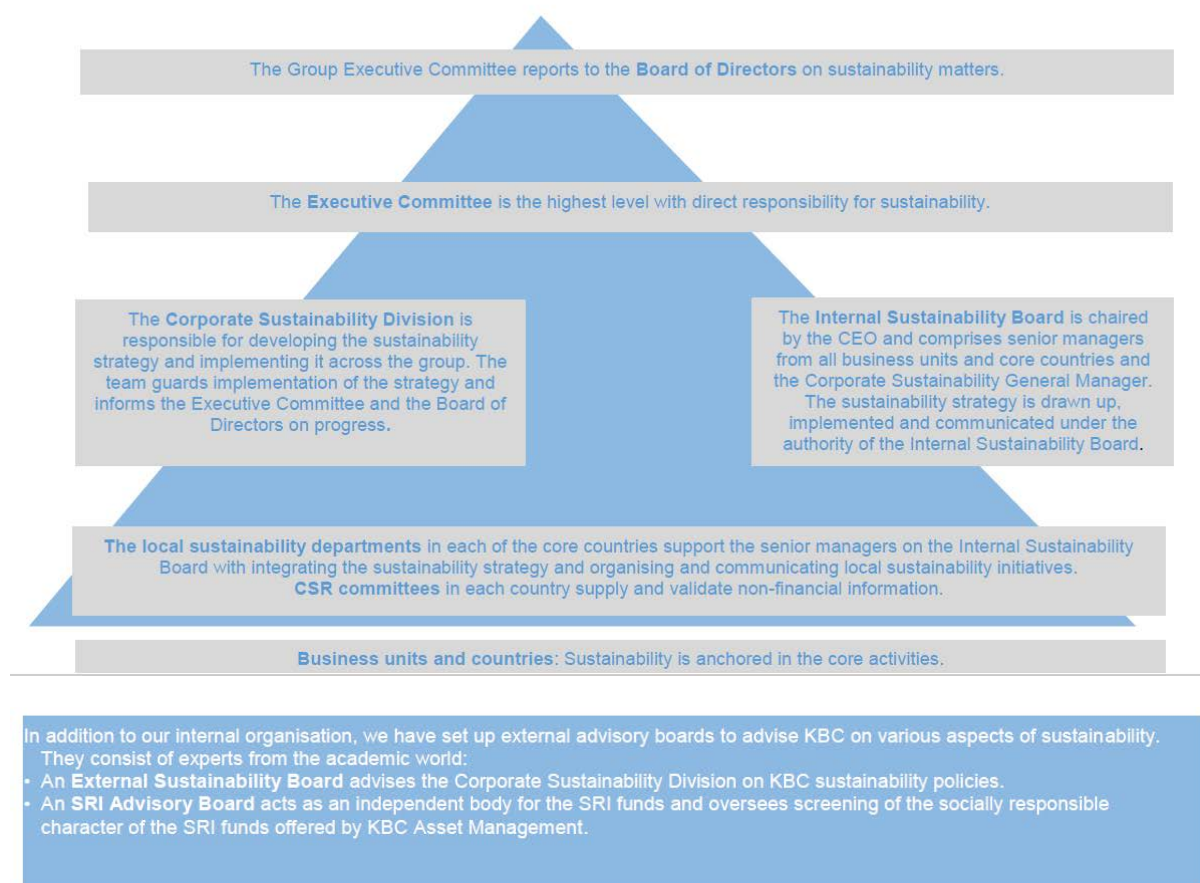 The Group Executive Committee reports to the Board of Directors on sustainability matters.
The Executive Committee is the highest level with direct responsibility for sustainability.
The Corporate Sustainability Division is
responsible for developing the sustainability
strategy and implementing it across the group. The
team guards implementation of the strategy and
informs the Executive Committee and the Board of
Directors on progress.
The Internal Sustainability Board is chaired
by the CEO and comprises senior managers
from all business units and core countries and
the Corporate Sustainability General Manager.
The sustainability strategy is drawn up,
implemented and communicated under the
authority of the Internal Sustainability Board.
The local sustainability departments in each of the core countries support the senior managers on the Internal Sustainability
Board with integrating the sustainability strategy and organising and communicating local sustainability initiatives.
CSR committees in each country supply and validate non-financial information.
Business units and countries: Sustainability is anchored in the core activities.
In addition to our internal organisation, we have set up external advisory boards to advise KBC on various aspects of sustainability.
They consist of experts from the academic world:
• An External Sustainability Board advises the Corporate Sustainability Division on KBC sustainability policies.
• An SRI Advisory Board acts as an independent body for the SRI funds and oversees screening of the socially responsible
character of the SRI funds offered by KBC Asset Management.